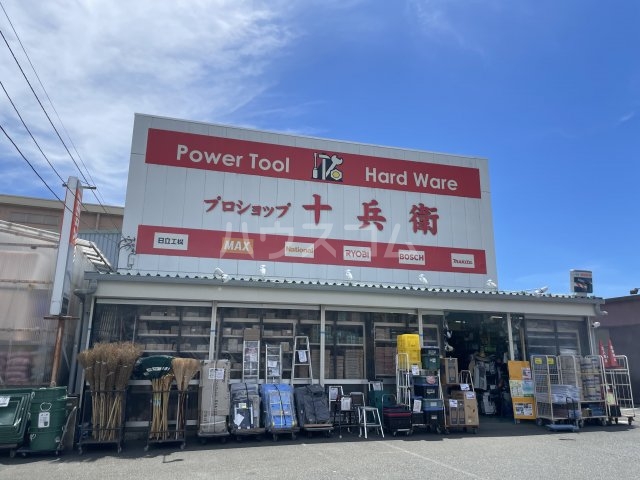 Power Tool Hard Ware
プロショップ 十兵衛
日立工機 MAX National RYOBI BOSCH makita
ハウスコム